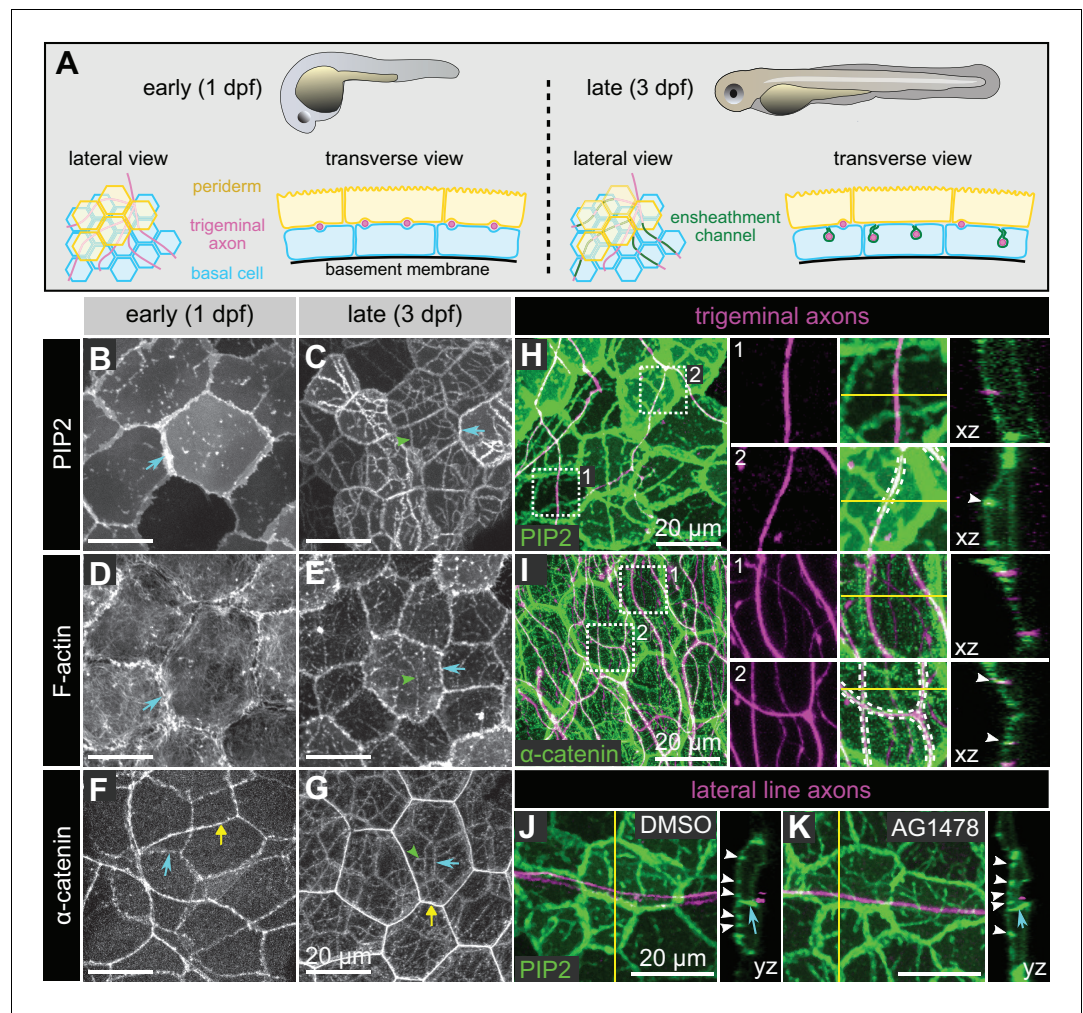 A
early (1 dpf)
late (3 dpf)
lateral view
transverse view
lateral view
transverse view
periderm
trigeminal
axon
basal cell
basement membrane
ensheathment
channel
early (1 dpf)
late (3 dpf)
trigeminal axons
PIP2
B
C
H
1
2
PIP2
20 µm
1
xz
2
xz
F-actin
D
E
I
1
2
α-catenin
20 µm
1
xz
2
xz
α-catenin
F
G
20 µm
lateral line axons
J
DMSO
PIP2
20 µm
yz
K
AG1478
yz